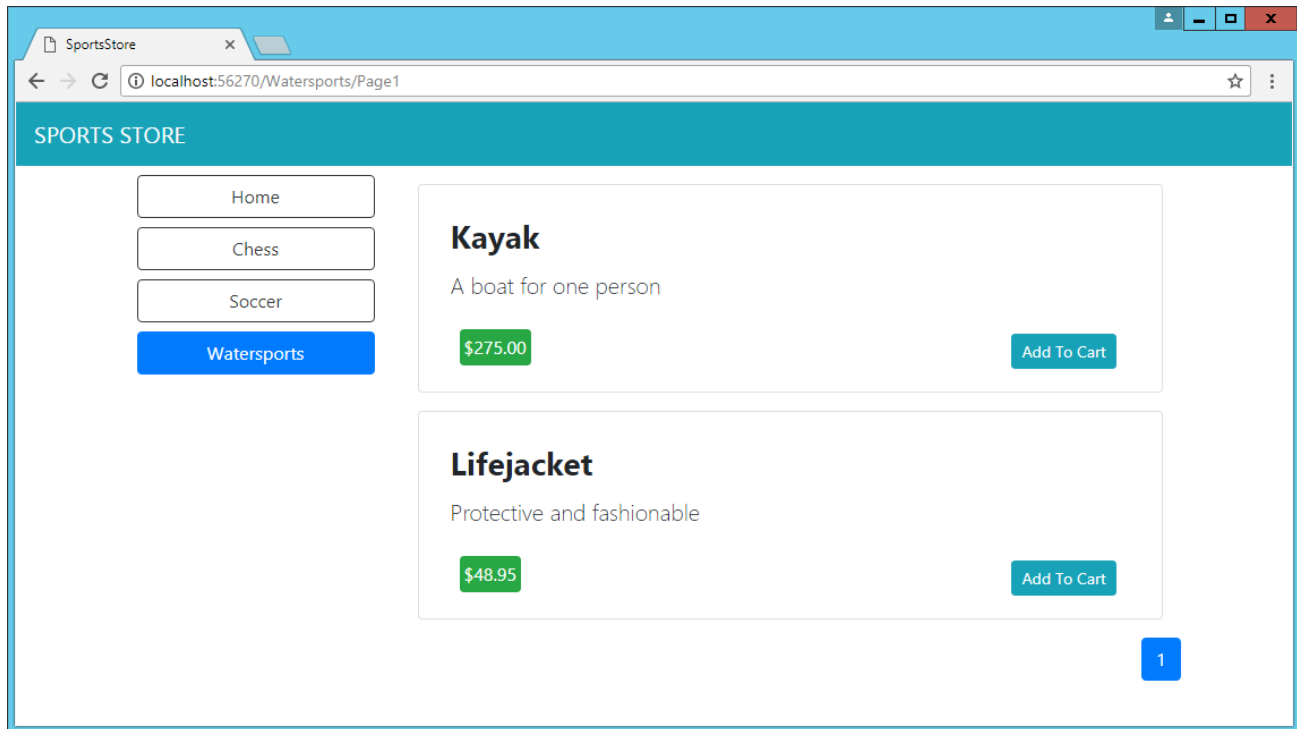 SportsStore
localhost:56270/Watersports/Page1
SPORTS STORE
Home
Chess
Soccer
Watersports
Kayak
A boat for one person
$275.00
Add To Cart
Lifejacket
Protective and fashionable
$48.95
Add To Cart
1